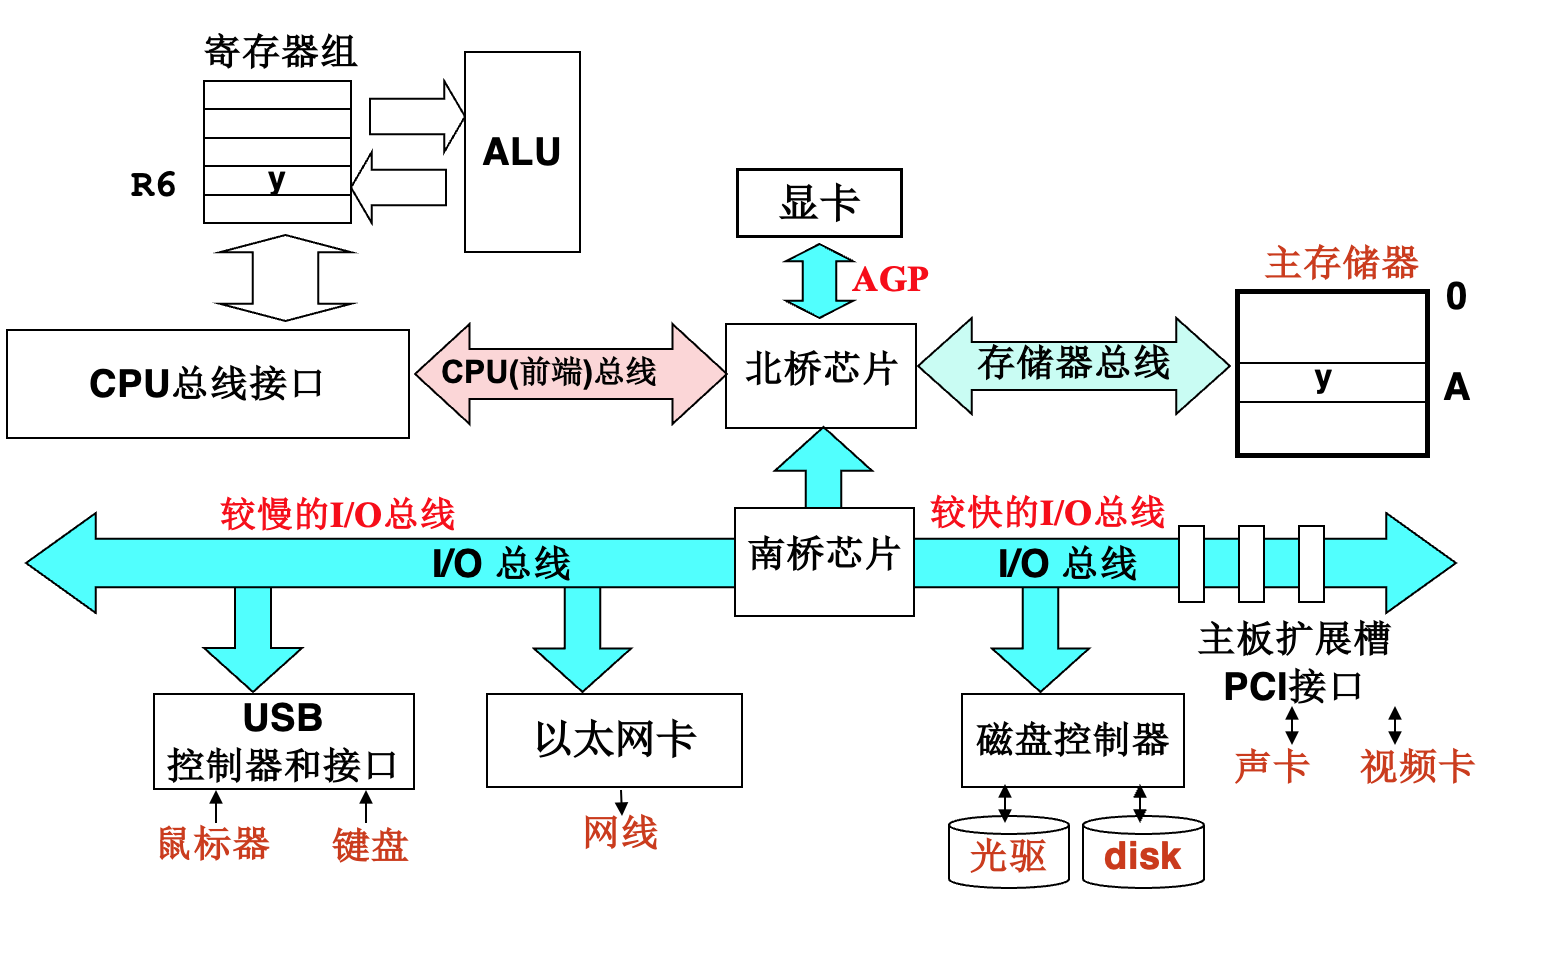 寄存器组
ALU
R6
y
显卡
AGP
主存储器
0
CPU总线接口
CPU(前端)总线
北桥芯片
存储器总线
y
A
较慢的I/O总线
较快的I/O总线
I/O 总线
南桥芯片
I/O 总线
主板扩展槽
PCI接口
USB
控制器和接口
以太网卡
磁盘控制器
声卡
视频卡
鼠标器
键盘
网线
光驱
disk